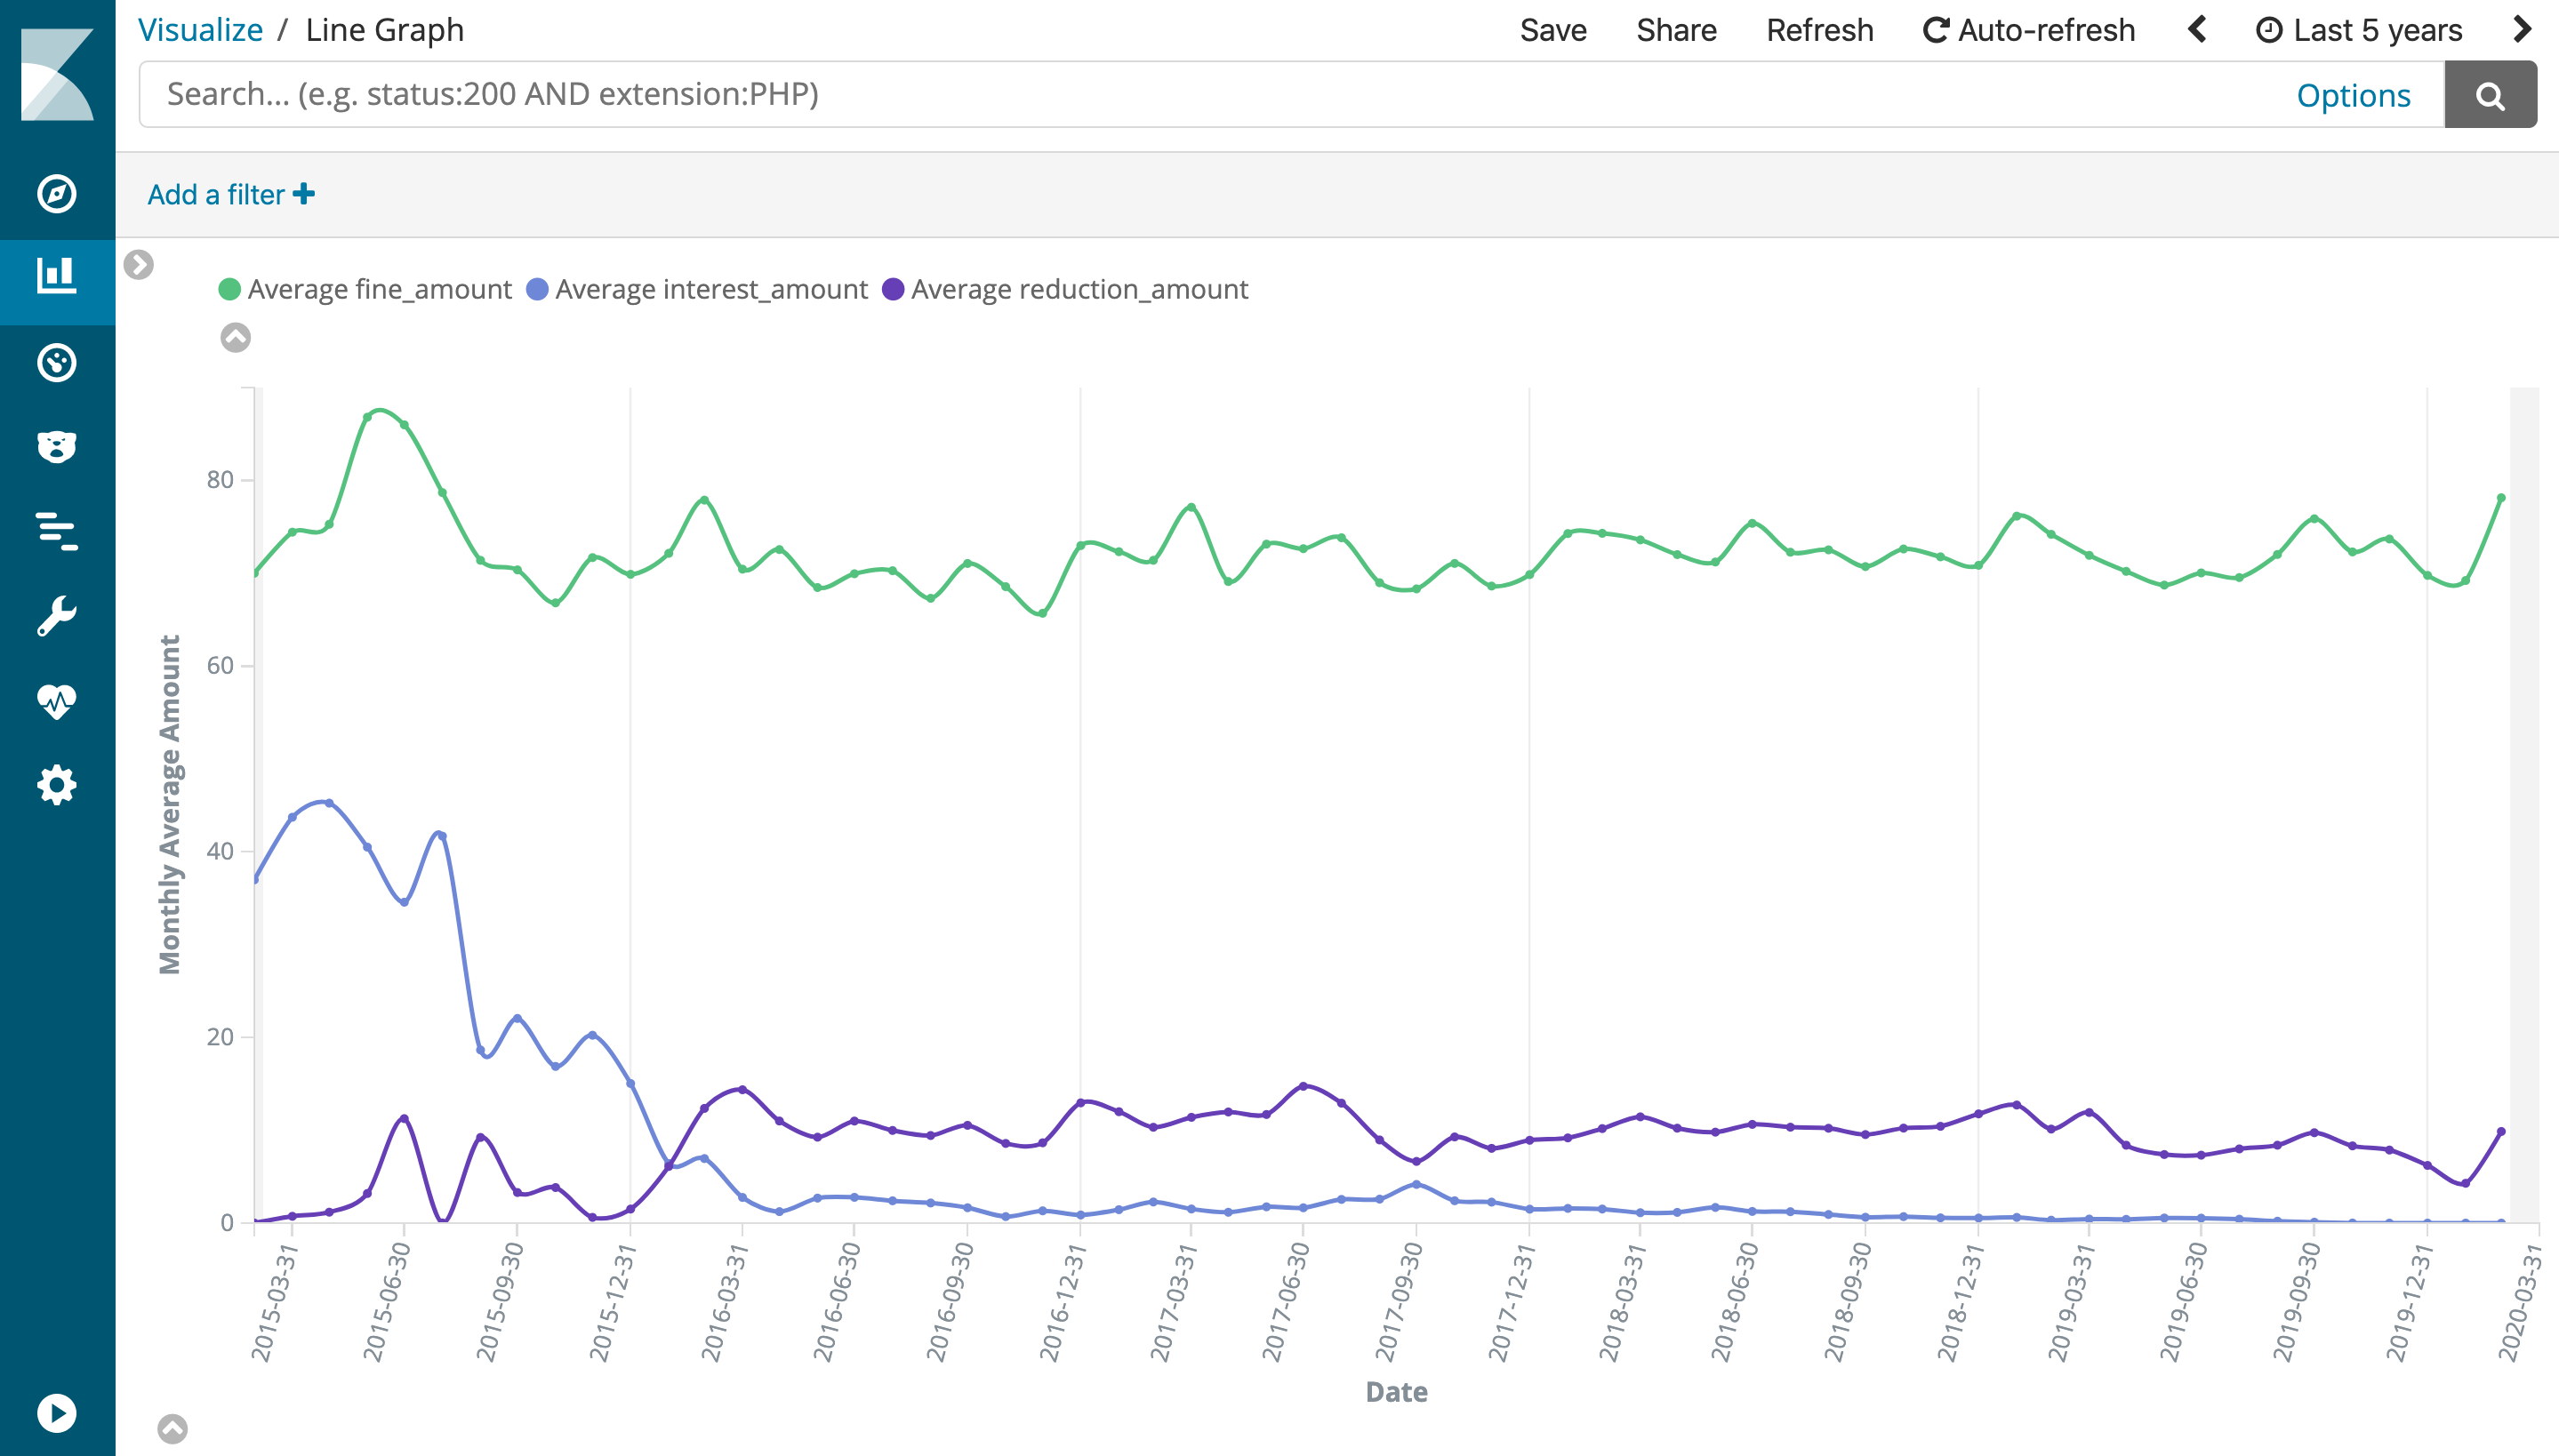 Visualize / Line Graph
Save Share Refresh Auto-refresh Last 5 years
Search... (e.g. status:200 AND extension:PHP) Options
Add a filter
Average fine_amount Average interest_amount Average reduction_amount
Monthly Average Amount
80
60
40
20
0
2015-03-31 2015-06-30 2015-09-30 2015-12-31 2016-03-31 2016-06-30 2016-09-30 2016-12-31 2017-03-31 2017-06-30 2017-09-30 2017-12-31 2018-03-31 2018-06-30 2018-09-30 2018-12-31 2019-03-31 2019-06-30 2019-09-30 2019-12-31 2020-03-31
Date